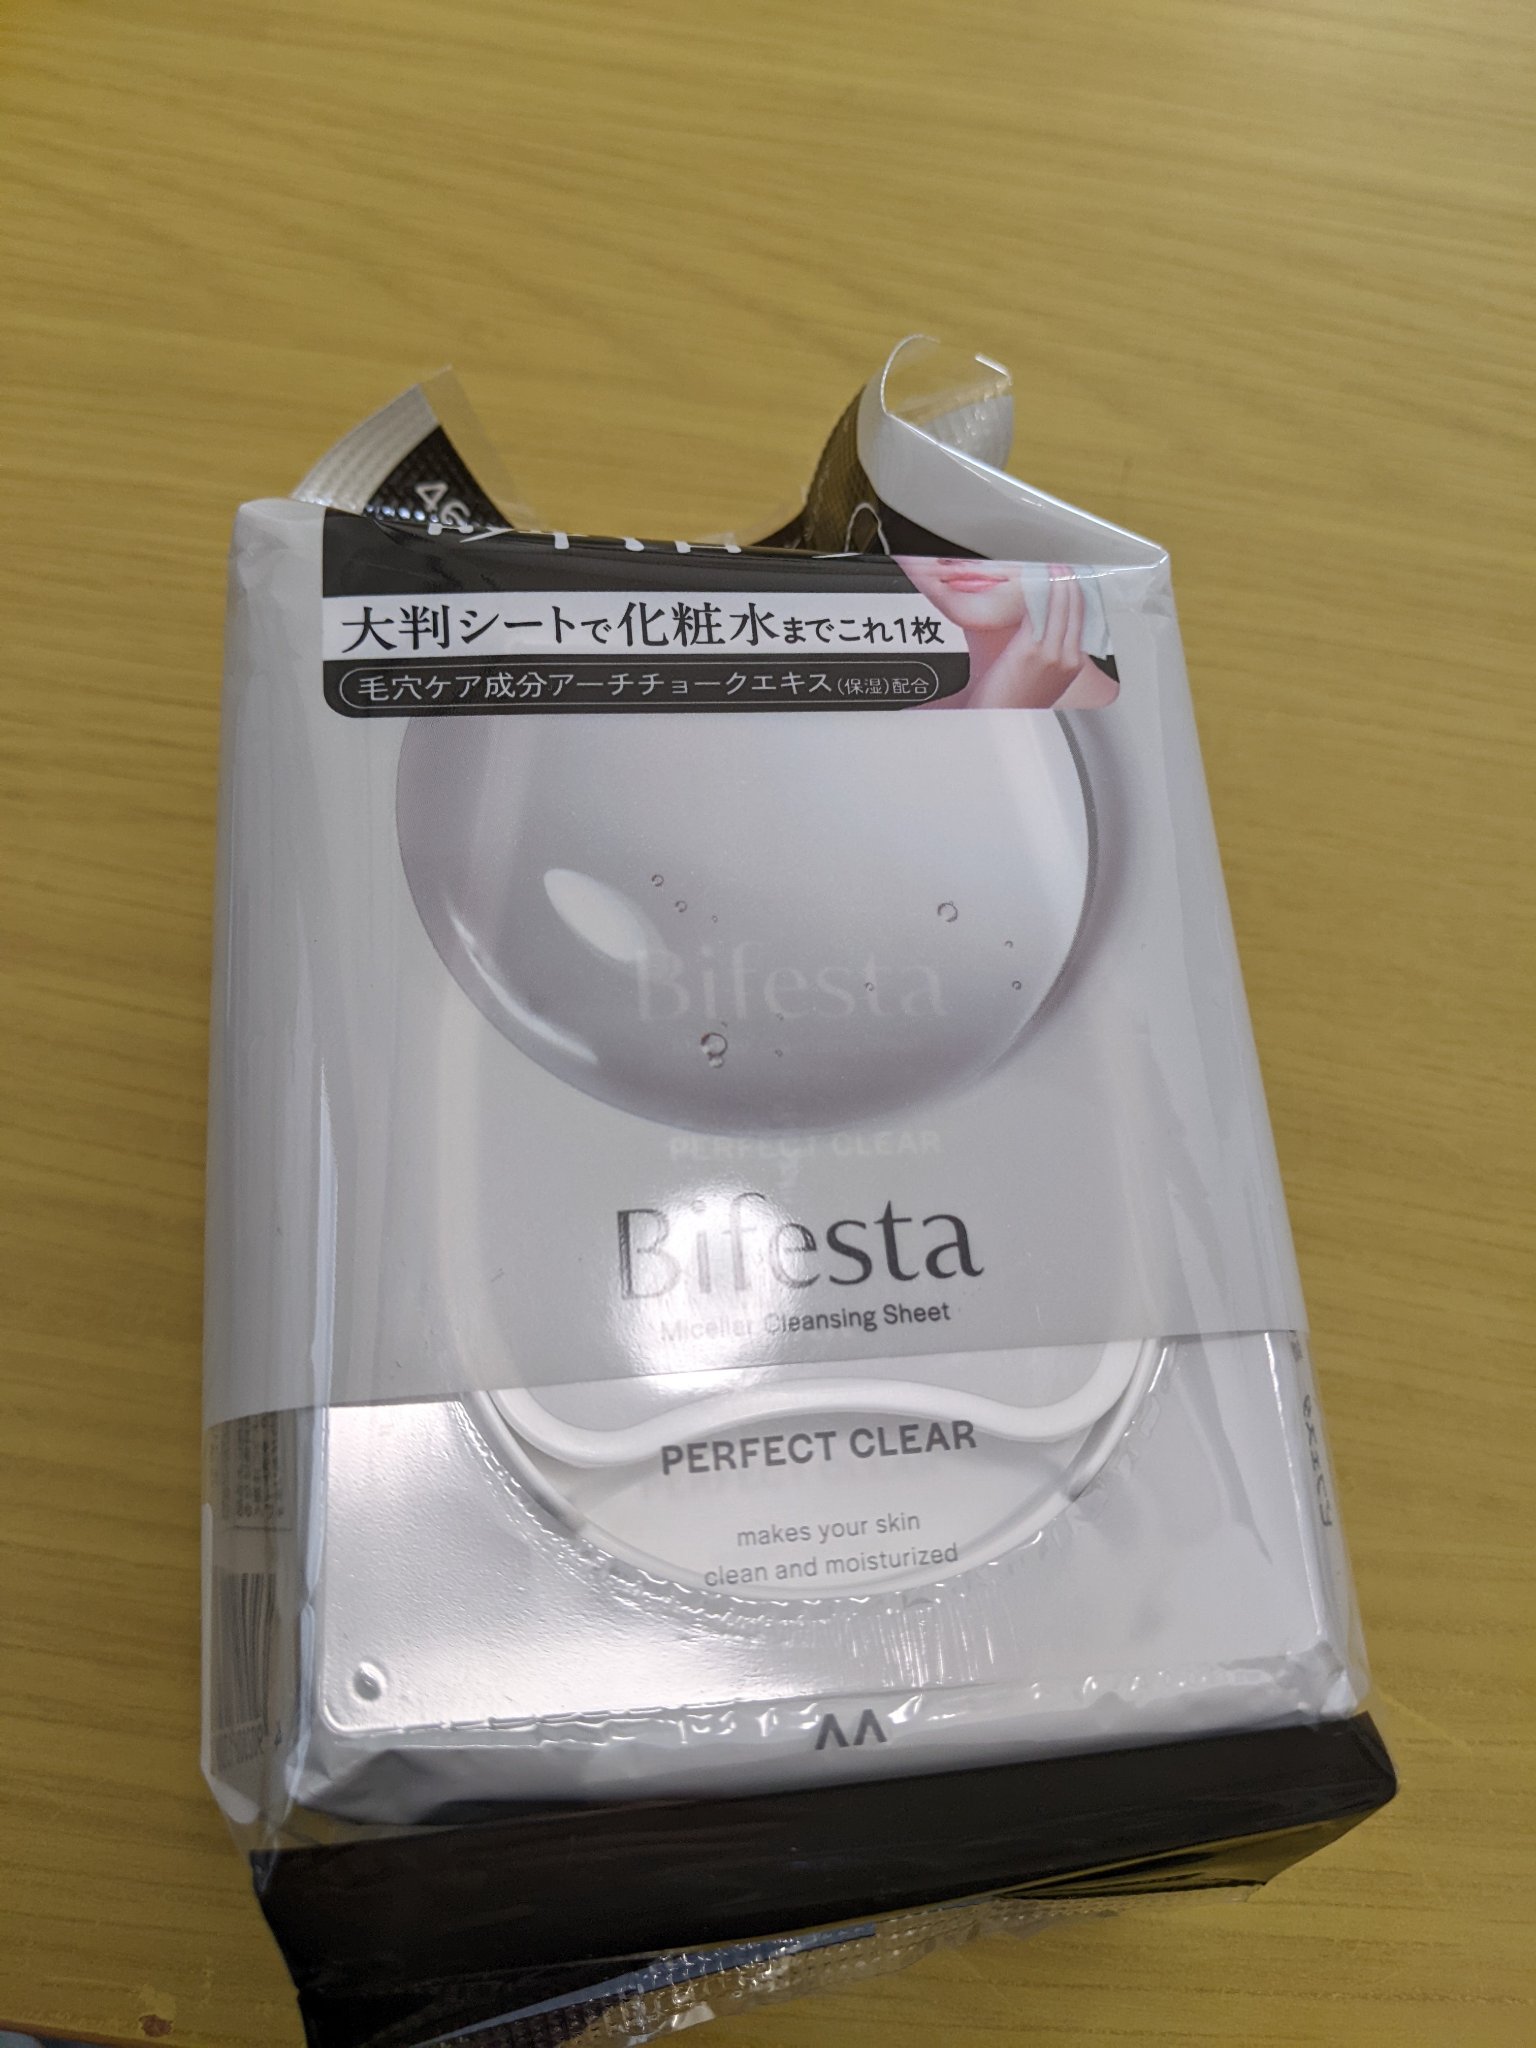 46
大判シートで化粧水までこれ1枚
毛穴ケア成分アーチチョークエキス(保湿)配合
Bifesta
PERFECT CLEAR
Bifesta
Micellar Cleansing Sheet
PERFECT CLEAR
makes your skin
clean and moisturized